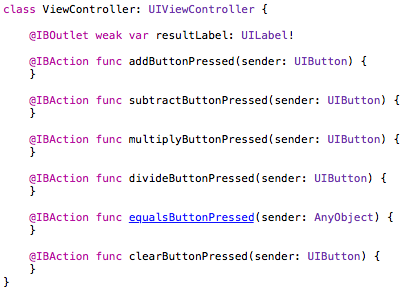 class ViewController: UIViewController {
@IBOutlet weak var resultLabel: UILabel!
@IBAction func addButtonPressed(sender: UIButton) {
}
@IBAction func subtractButtonPressed(sender: UIButton) {
}
@IBAction func multiplyButtonPressed(sender: UIButton) {
}
@IBAction func divideButtonPressed(sender: UIButton) {
}
@IBAction func equalsButtonPressed(sender: AnyObject) {
}
@IBAction func clearButtonPressed(sender: UIButton) {
}
}